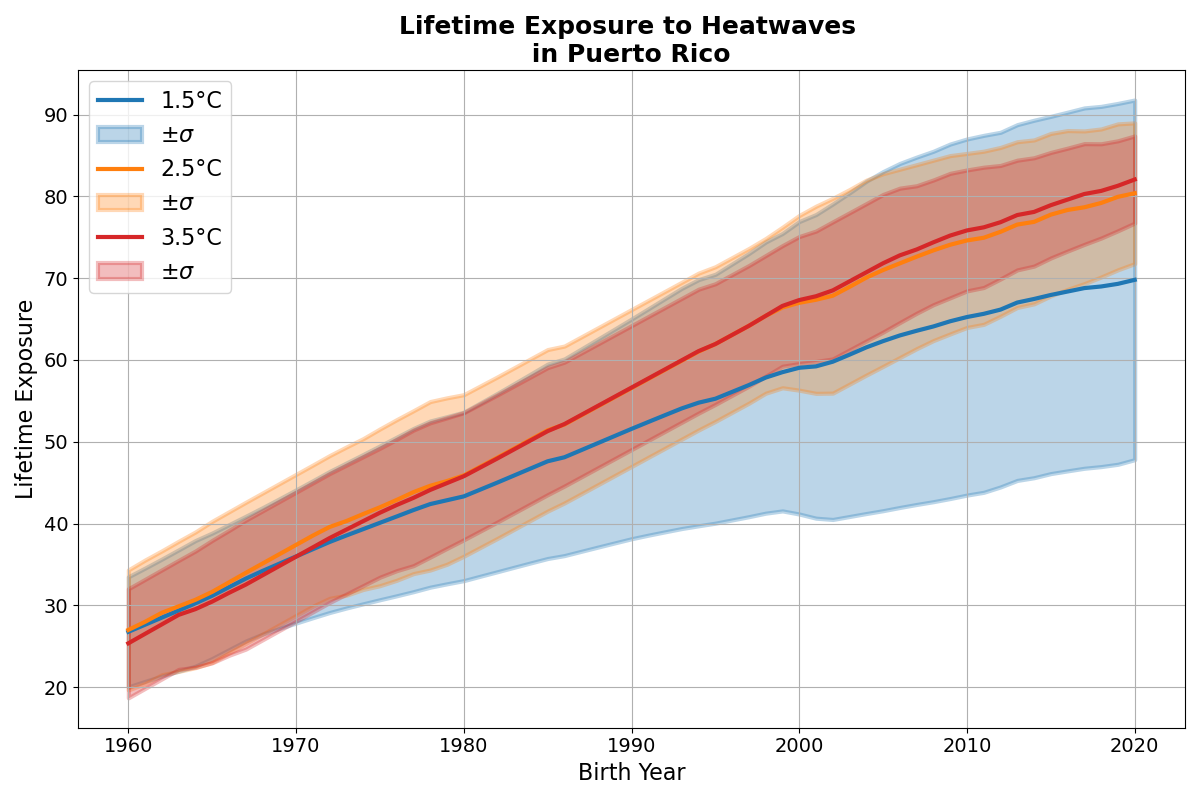 Lifetime Exposure to Heatwaves
in Puerto Rico
1.5°C
±σ
2.5°C
±σ
3.5°C
±σ
Lifetime Exposure
90
80
70
60
50
40
30
20
1960
1970
1980
1990
2000
2010
2020
Birth Year